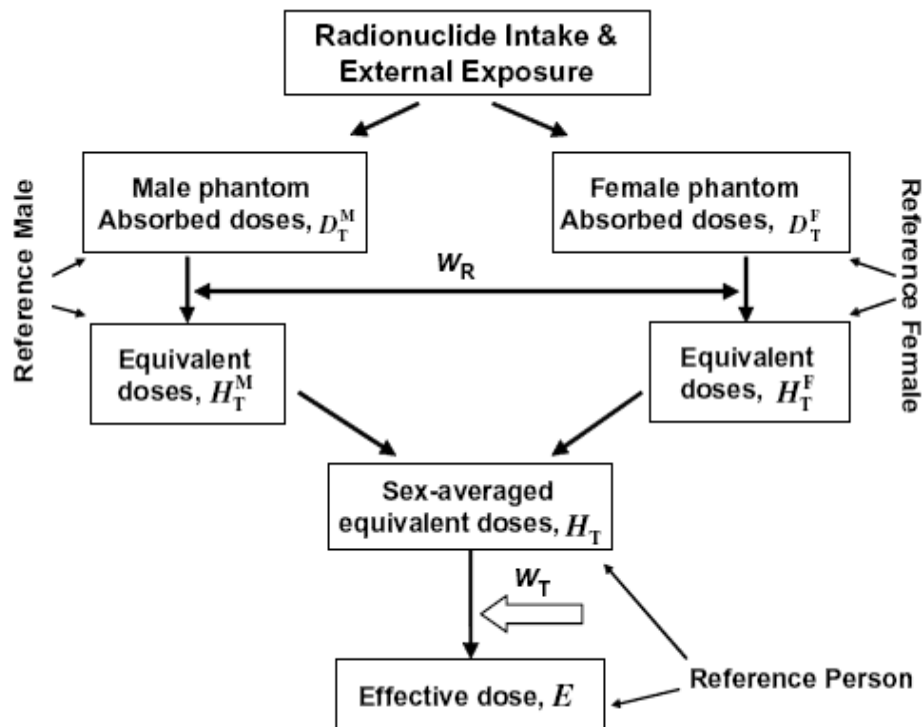 Radionuclide Intake &
External Exposure
Male phantom
Absorbed doses, D_T^M
Female phantom
Absorbed doses, D_T^F
Reference Male
Reference Female
w_R
Equivalent
doses, H_T^M
Equivalent
doses, H_T^F
Sex-averaged
equivalent doses, H_T
w_T
Effective dose, E
Reference Person